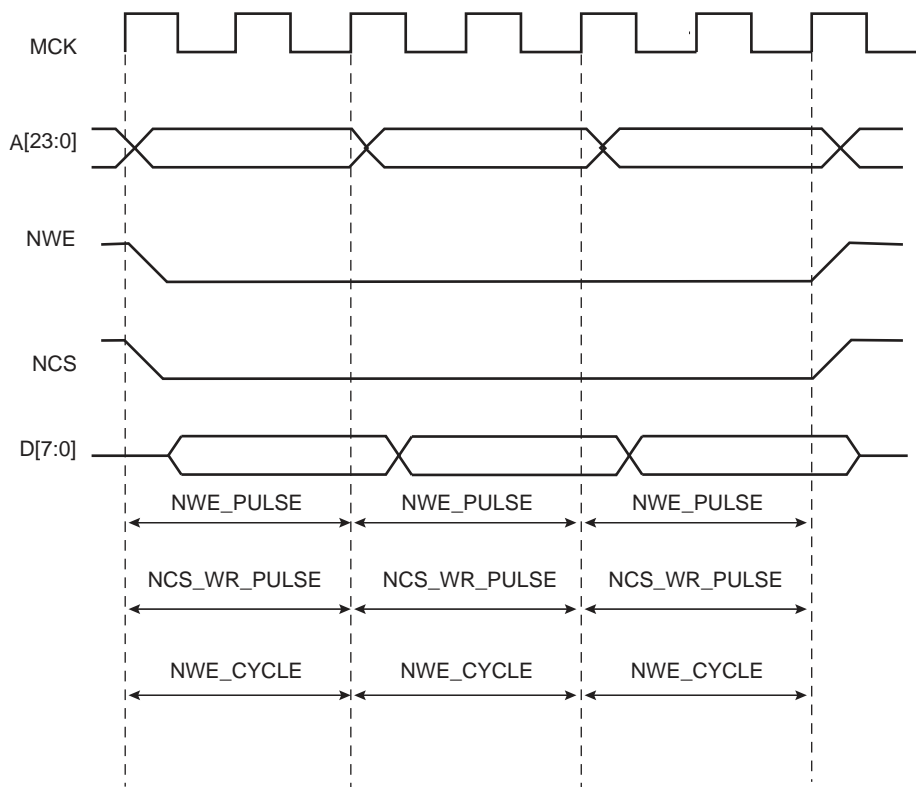 MCK
A[23:0]
NWE
NCS
D[7:0]
NWE_PULSE NWE_PULSE NWE_PULSE
NCS_WR_PULSE NCS_WR_PULSE NCS_WR_PULSE
NWE_CYCLE NWE_CYCLE NWE_CYCLE